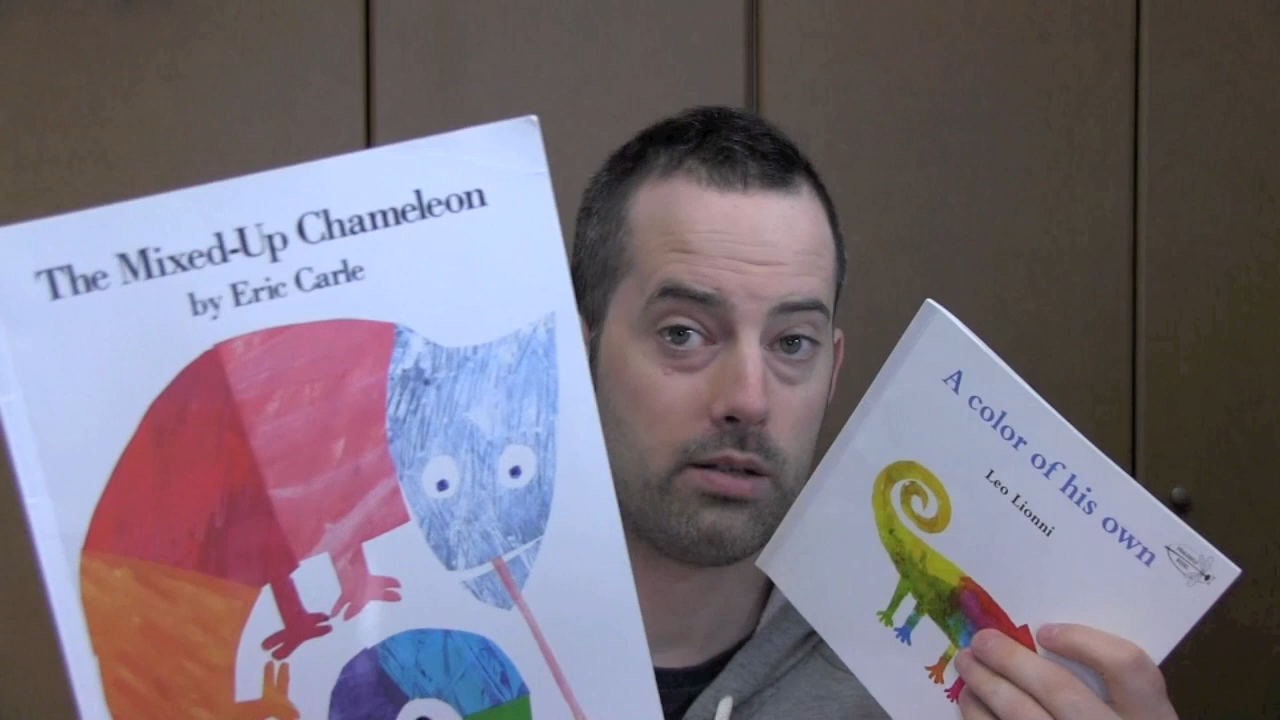 The Mixed-Up Chameleon
by Eric Carle
A color of his own
Leo Lionni